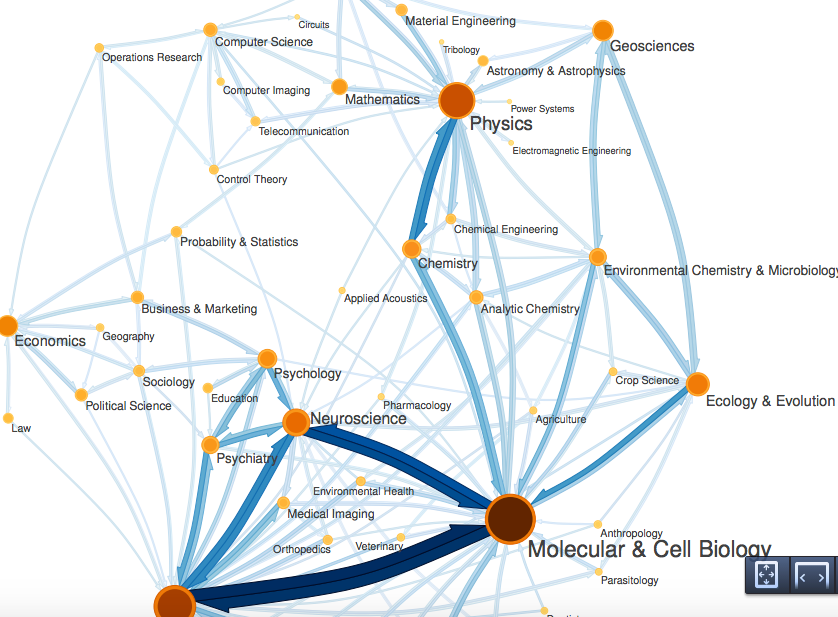 Circuits
Material Engineering
Computer Science
Tribology
Geosciences
Operations Research
Astronomy & Astrophysics
Computer Imaging
Mathematics
Power Systems
Physics
Telecommunication
Electromagnetic Engineering
Control Theory
Chemical Engineering
Probability & Statistics
Chemistry
Environmental Chemistry & Microbiology
Applied Acoustics
Business & Marketing
Analytic Chemistry
Geography
Economics
Psychology
Sociology
Crop Science
Education
Political Science
Pharmacology
Ecology & Evolution
Law
Neuroscience
Agriculture
Psychiatry
Environmental Health
Medical Imaging
Anthropology
Orthopedics
Veterinary
Molecular & Cell Biology
Parasitology